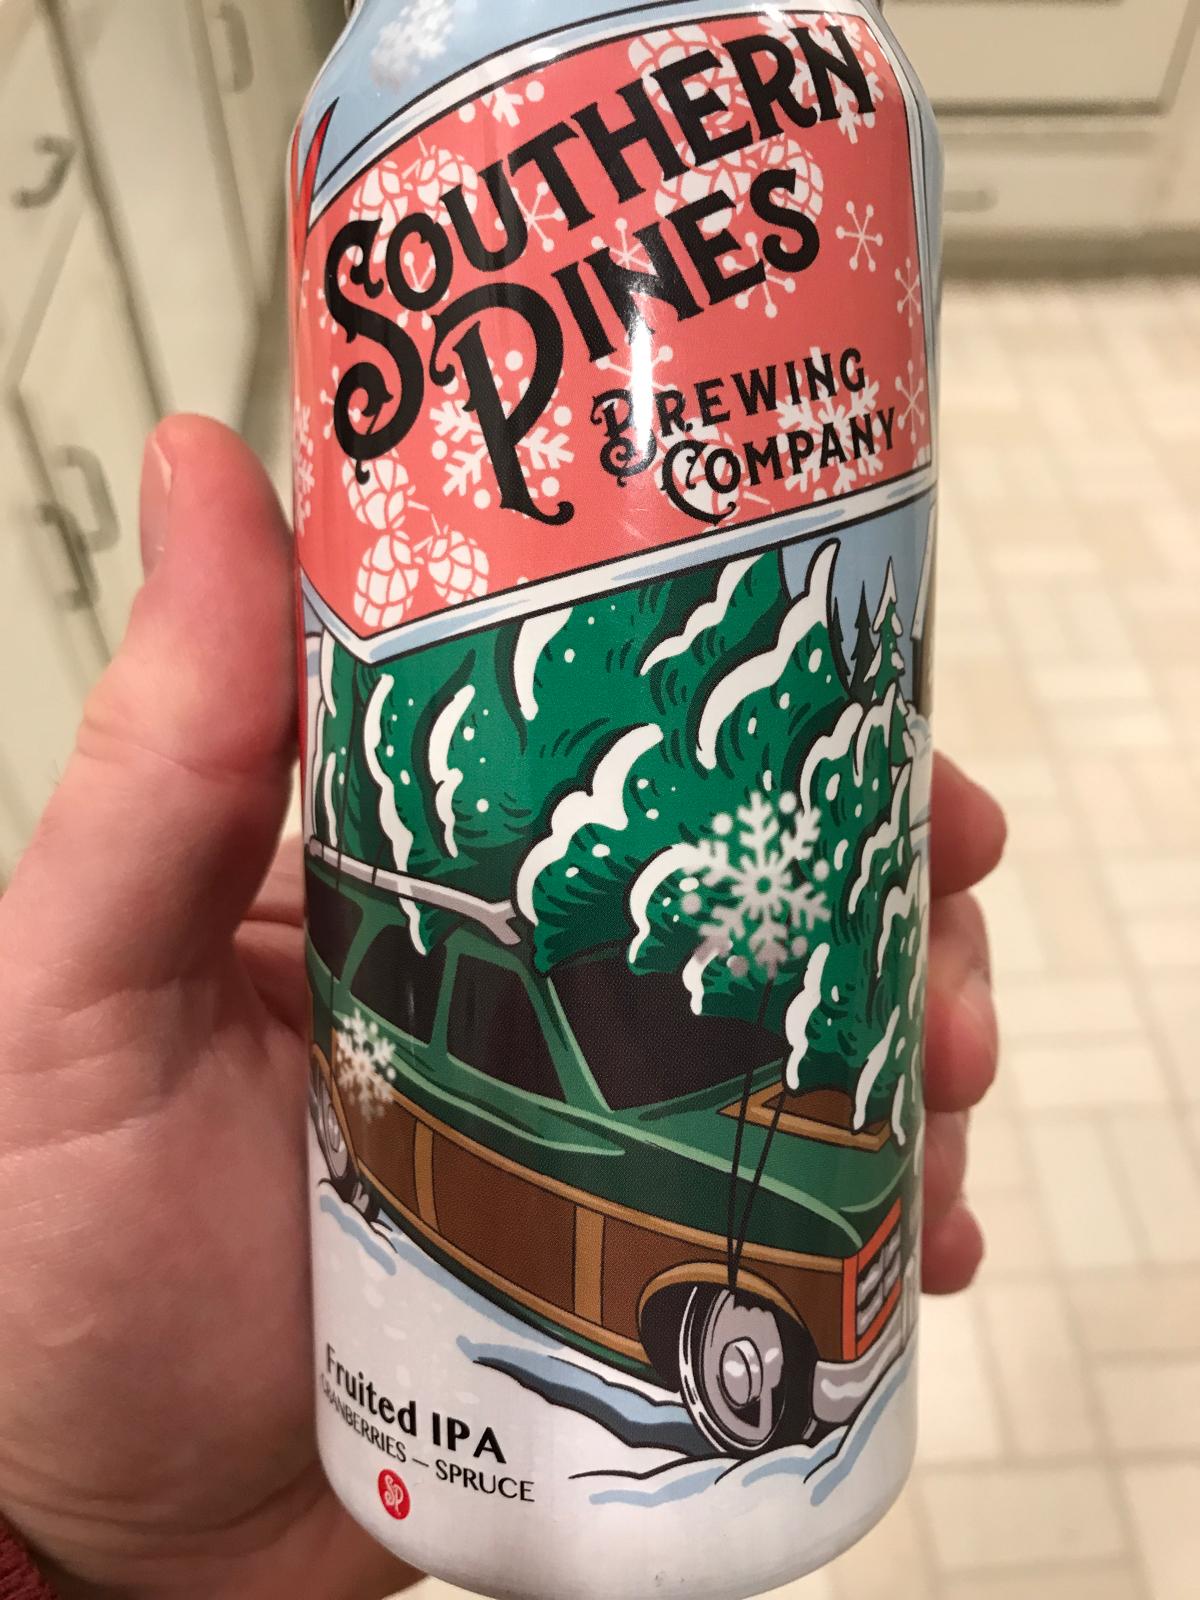 SOUTHERN
PINES
BREWING
COMPANY
Fruited IPA
CRANBERRIES — SPRUCE
SP